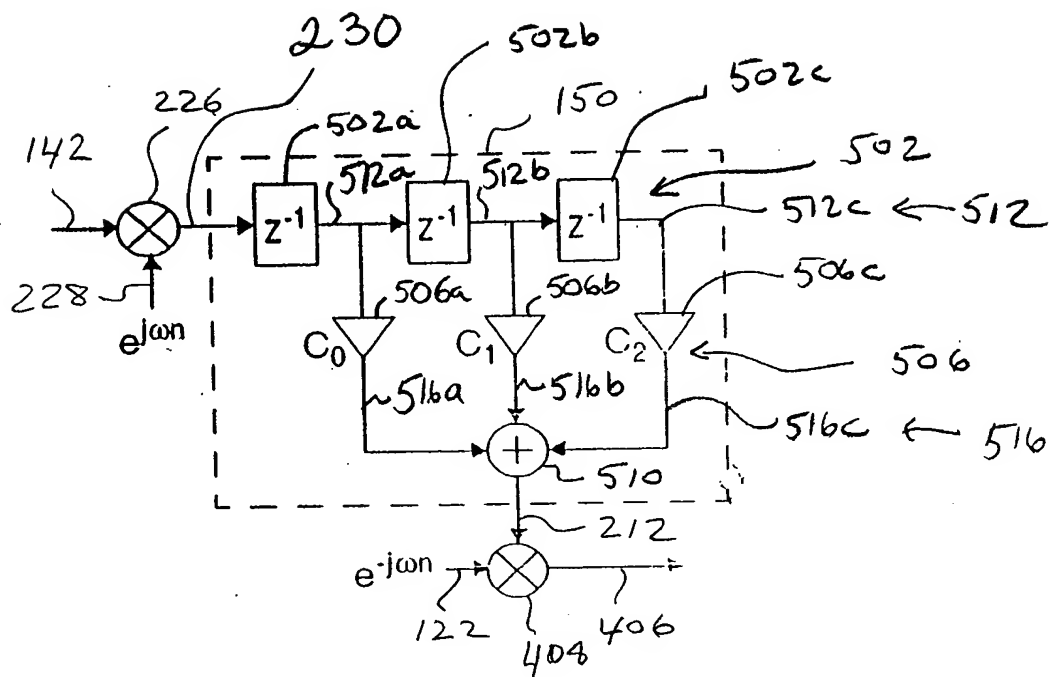 230
502b
502c
226
502a
150
142
512a
512b
502
z-1
z-1
z-1
512c
512
228
506a
506b
506c
ejωn
C0
C1
C2
506
516a
516b
516c
516
+
510
212
e-jωn
122
408
406